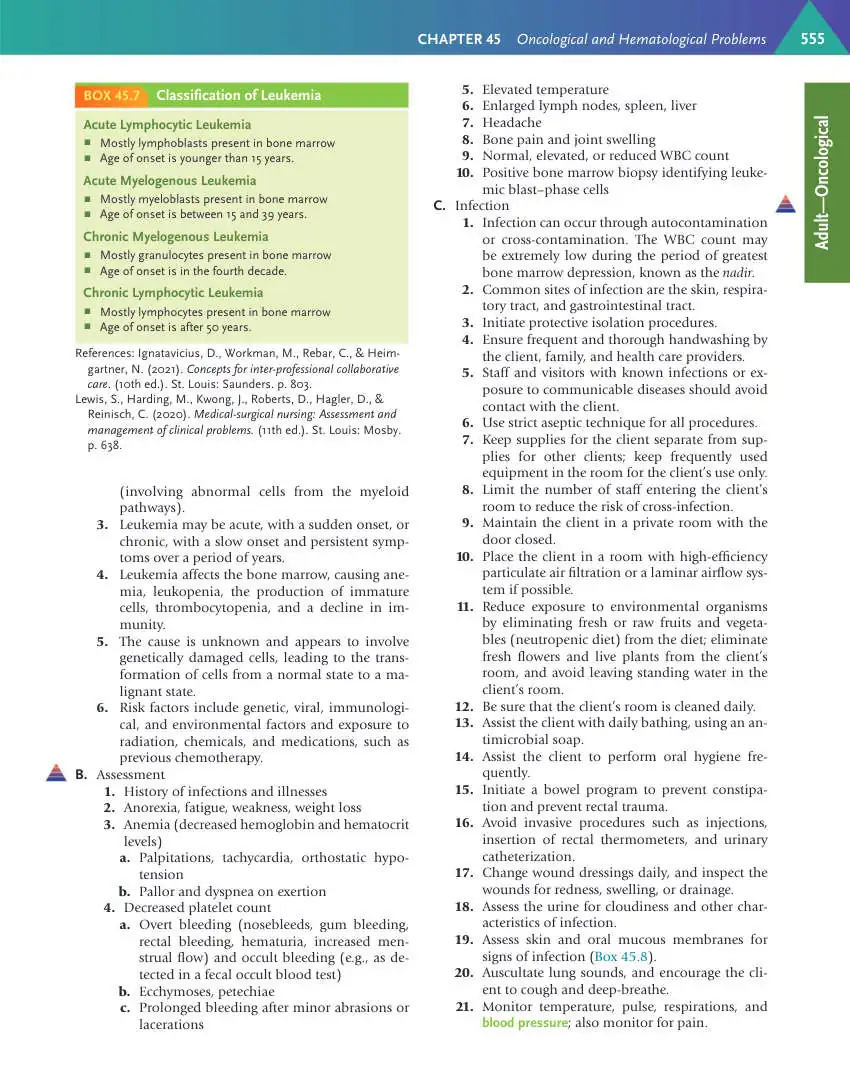 CHAPTER 45 Oncological and Hematological Problems 555
BOX 45.7 Classification of Leukemia
Acute Lymphocytic Leukemia
▪ Mostly lymphoblasts present in bone marrow
▪ Age of onset is younger than 15 years.
Acute Myelogenous Leukemia
▪ Mostly myeloblasts present in bone marrow
▪ Age of onset is between 15 and 39 years.
Chronic Myelogenous Leukemia
▪ Mostly granulocytes present in bone marrow
▪ Age of onset is in the fourth decade.
Chronic Lymphocytic Leukemia
▪ Mostly lymphocytes present in bone marrow
▪ Age of onset is after 50 years.
References: Ignatavicius, D., Workman, M., Rebar, C., & Heim-
gartner, N. (2021). Concepts for inter-professional collaborative
care. (10th ed.). St. Louis: Saunders. p. 803.
Lewis, S., Harding, M., Kwong, J., Roberts, D., Hagler, D., &
Reinisch, C. (2020). Medical-surgical nursing: Assessment and
management of clinical problems. (11th ed.). St. Louis: Mosby.
p. 638.
(involving abnormal cells from the myeloid
pathways).
3. Leukemia may be acute, with a sudden onset, or
chronic, with a slow onset and persistent symp-
toms over a period of years.
4. Leukemia affects the bone marrow, causing ane-
mia, leukopenia, the production of immature
cells, thrombocytopenia, and a decline in im-
munity.
5. The cause is unknown and appears to involve
genetically damaged cells, leading to the trans-
formation of cells from a normal state to a ma-
lignant state.
6. Risk factors include genetic, viral, immunologi-
cal, and environmental factors and exposure to
radiation, chemicals, and medications, such as
previous chemotherapy.
B. Assessment
1. History of infections and illnesses
2. Anorexia, fatigue, weakness, weight loss
3. Anemia (decreased hemoglobin and hematocrit
levels)
a. Palpitations, tachycardia, orthostatic hypo-
tension
b. Pallor and dyspnea on exertion
4. Decreased platelet count
a. Overt bleeding (nosebleeds, gum bleeding,
rectal bleeding, hematuria, increased men-
strual flow) and occult bleeding (e.g., as de-
tected in a fecal occult blood test)
b. Ecchymoses, petechiae
c. Prolonged bleeding after minor abrasions or
lacerations
5. Elevated temperature
6. Enlarged lymph nodes, spleen, liver
7. Headache
8. Bone pain and joint swelling
9. Normal, elevated, or reduced WBC count
10. Positive bone marrow biopsy identifying leuke-
mic blast–phase cells
C. Infection
1. Infection can occur through autocontamination
or cross-contamination. The WBC count may
be extremely low during the period of greatest
bone marrow depression, known as the nadir.
2. Common sites of infection are the skin, respira-
tory tract, and gastrointestinal tract.
3. Initiate protective isolation procedures.
4. Ensure frequent and thorough handwashing by
the client, family, and health care providers.
5. Staff and visitors with known infections or ex-
posure to communicable diseases should avoid
contact with the client.
6. Use strict aseptic technique for all procedures.
7. Keep supplies for the client separate from sup-
plies for other clients; keep frequently used
equipment in the room for the client's use only.
8. Limit the number of staff entering the client's
room to reduce the risk of cross-infection.
9. Maintain the client in a private room with the
door closed.
10. Place the client in a room with high-efficiency
particulate air filtration or a laminar airflow sys-
tem if possible.
11. Reduce exposure to environmental organisms
by eliminating fresh or raw fruits and vegeta-
bles (neutropenic diet) from the diet; eliminate
fresh flowers and live plants from the client's
room, and avoid leaving standing water in the
client's room.
12. Be sure that the client's room is cleaned daily.
13. Assist the client with daily bathing, using an an-
timicrobial soap.
14. Assist the client to perform oral hygiene fre-
quently.
15. Initiate a bowel program to prevent constipa-
tion and prevent rectal trauma.
16. Avoid invasive procedures such as injections,
insertion of rectal thermometers, and urinary
catheterization.
17. Change wound dressings daily, and inspect the
wounds for redness, swelling, or drainage.
18. Assess the urine for cloudiness and other char-
acteristics of infection.
19. Assess skin and oral mucous membranes for
signs of infection (Box 45.8).
20. Auscultate lung sounds, and encourage the cli-
ent to cough and deep-breathe.
21. Monitor temperature, pulse, respirations, and
blood pressure; also monitor for pain.
Adult—Oncological